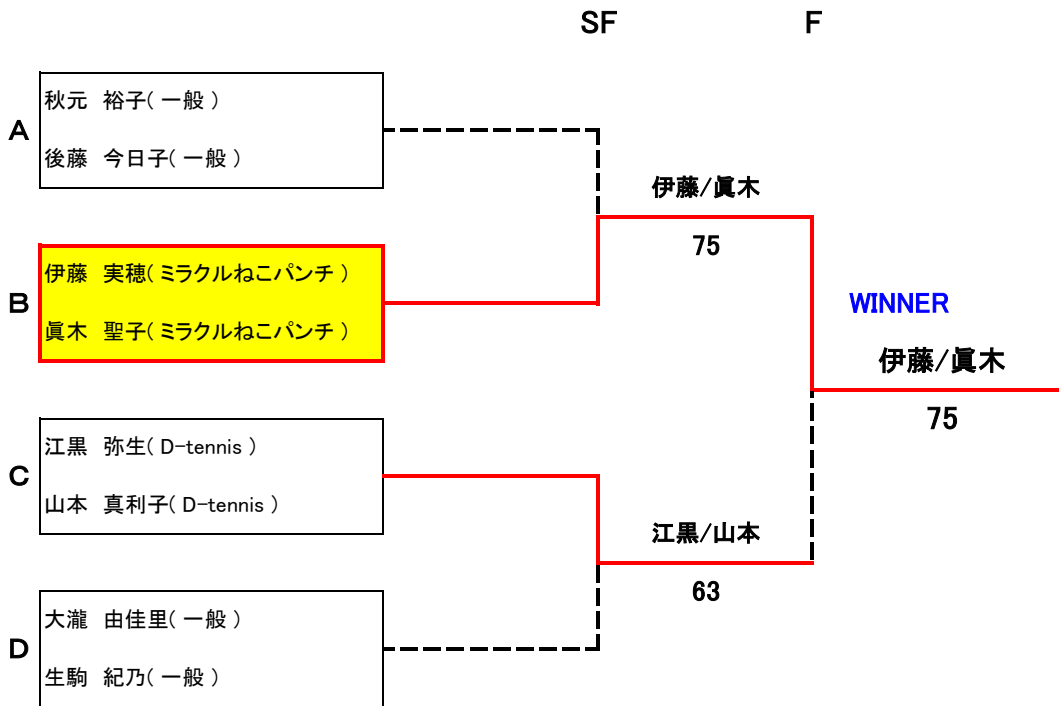 SF F
A
秋元 裕子( 一般 )
後藤 今日子( 一般 )
伊藤/眞木
75
B
伊藤 実穂( ミラクルねこパンチ )
眞木 聖子( ミラクルねこパンチ )
WINNER
伊藤/眞木
75
C
江黒 弥生( D-tennis )
山本 真利子( D-tennis )
江黒/山本
63
D
大瀧 由佳里( 一般 )
生駒 紀乃( 一般 )